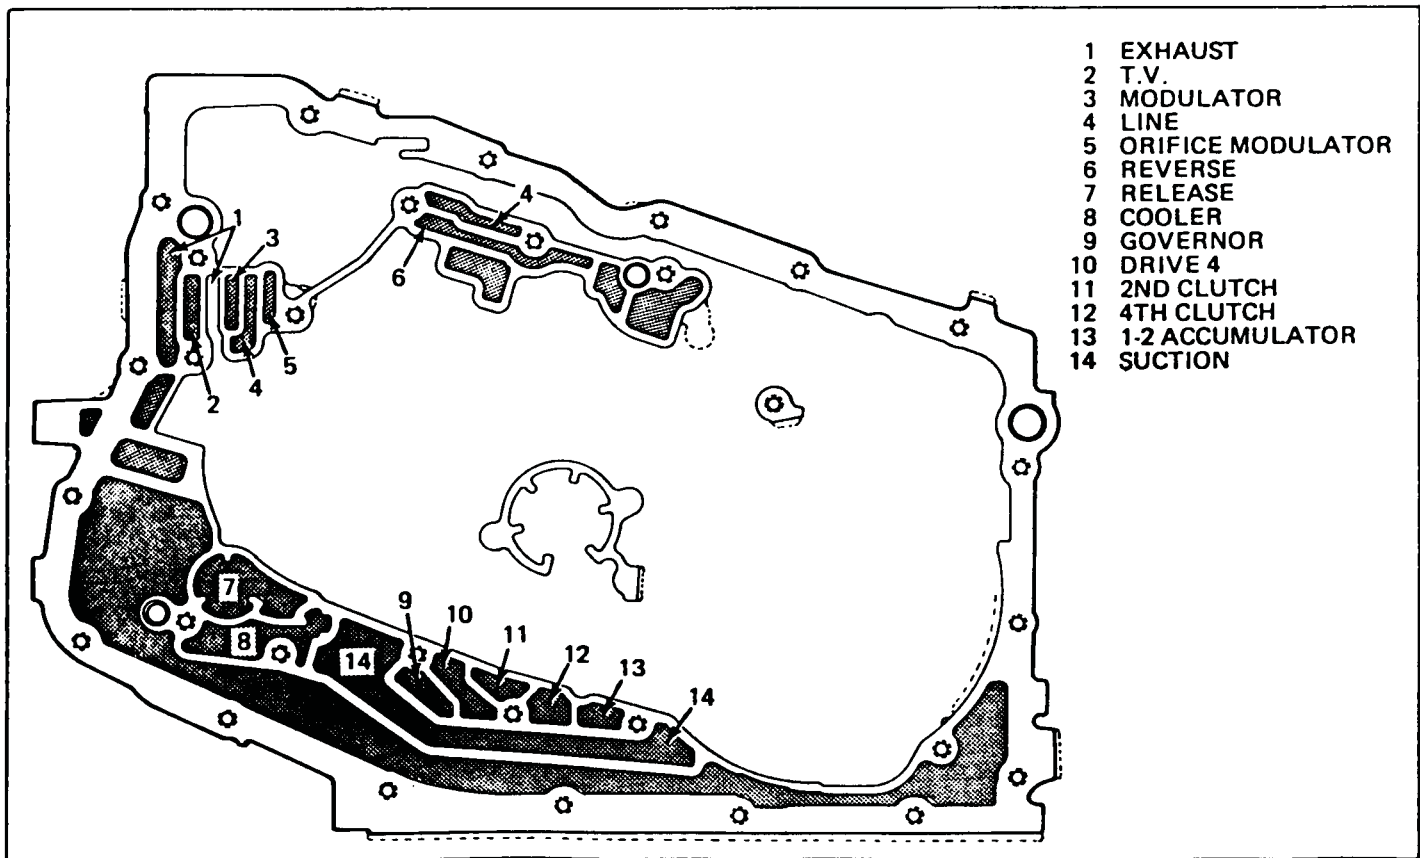 1 EXHAUST
2 T.V.
3 MODULATOR
4 LINE
5 ORIFICE MODULATOR
6 REVERSE
7 RELEASE
8 COOLER
9 GOVERNOR
10 DRIVE 4
11 2ND CLUTCH
12 4TH CLUTCH
13 1-2 ACCUMULATOR
14 SUCTION
4
1
3
6
5
4
2
7
9
10
8
11
14
12
13
14